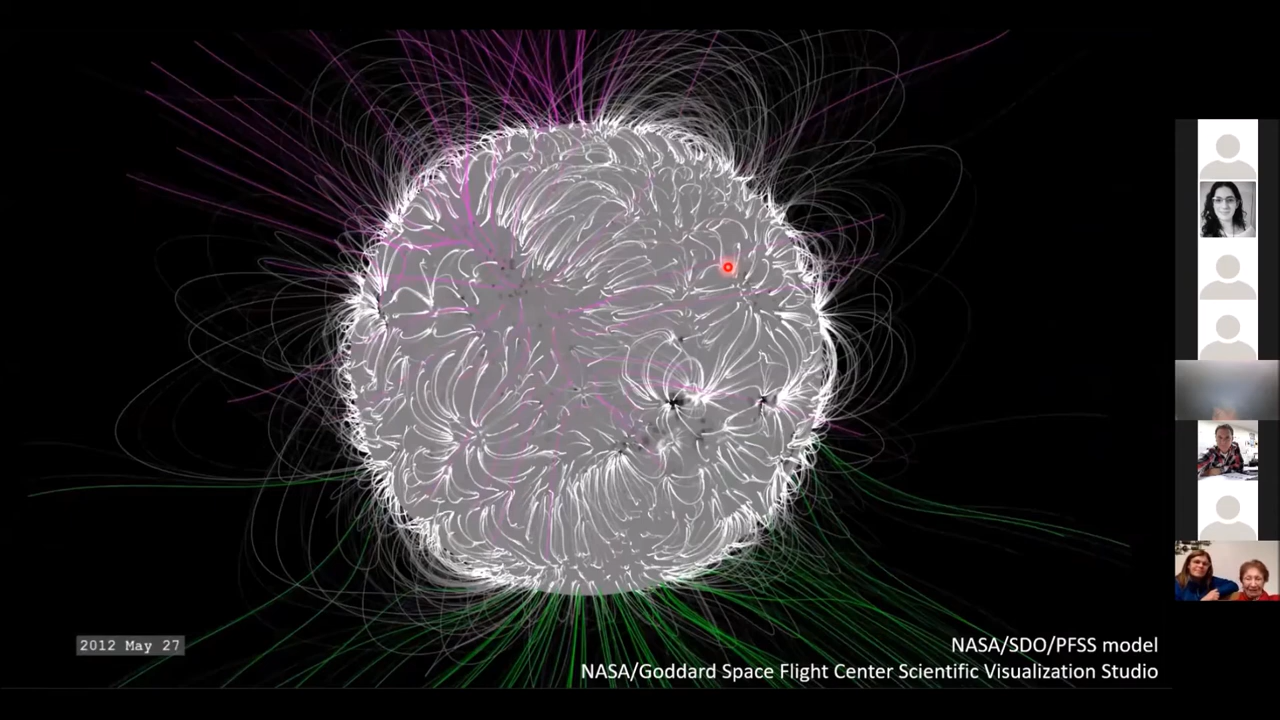 2012 May 27
NASA/SDO/PFSS model
NASA/Goddard Space Flight Center Scientific Visualization Studio